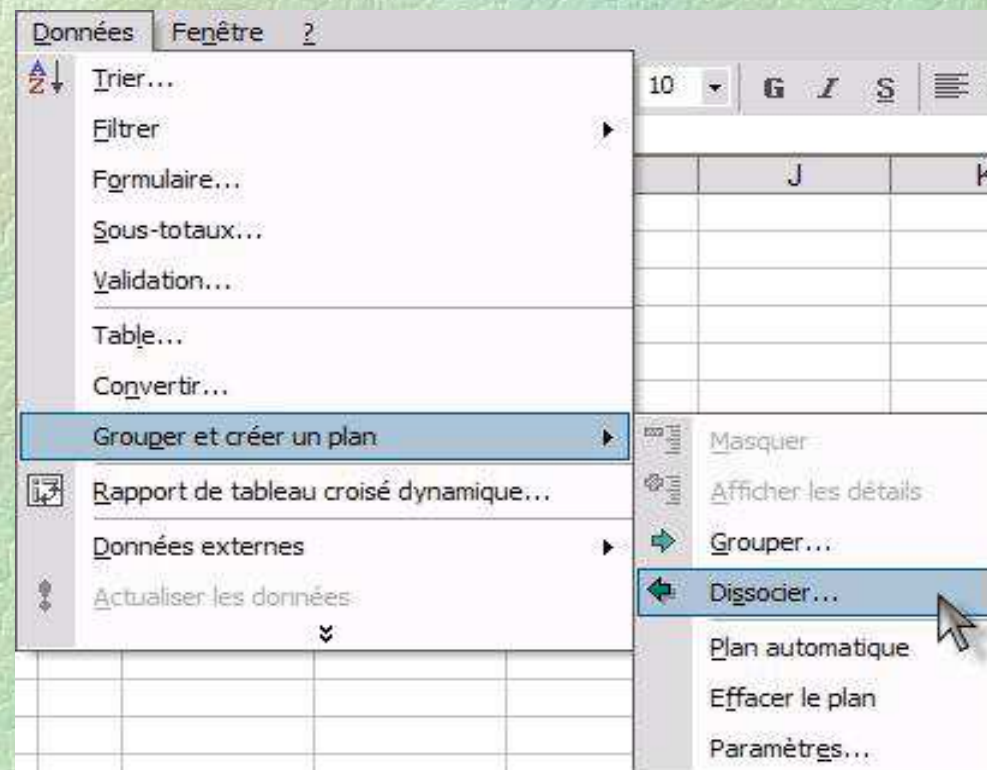 Données Fenêtre ?
Trier...
Filtrer
Formulaire...
Sous-totaux...
Validation...
Table...
Convertir...
Grouper et créer un plan
Rapport de tableau croisé dynamique...
Données externes
Actualiser les données
10 G I S
J K
Masquer
Afficher les détails
Grouper...
Dissocier...
Plan automatique
Effacer le plan
Paramètres...